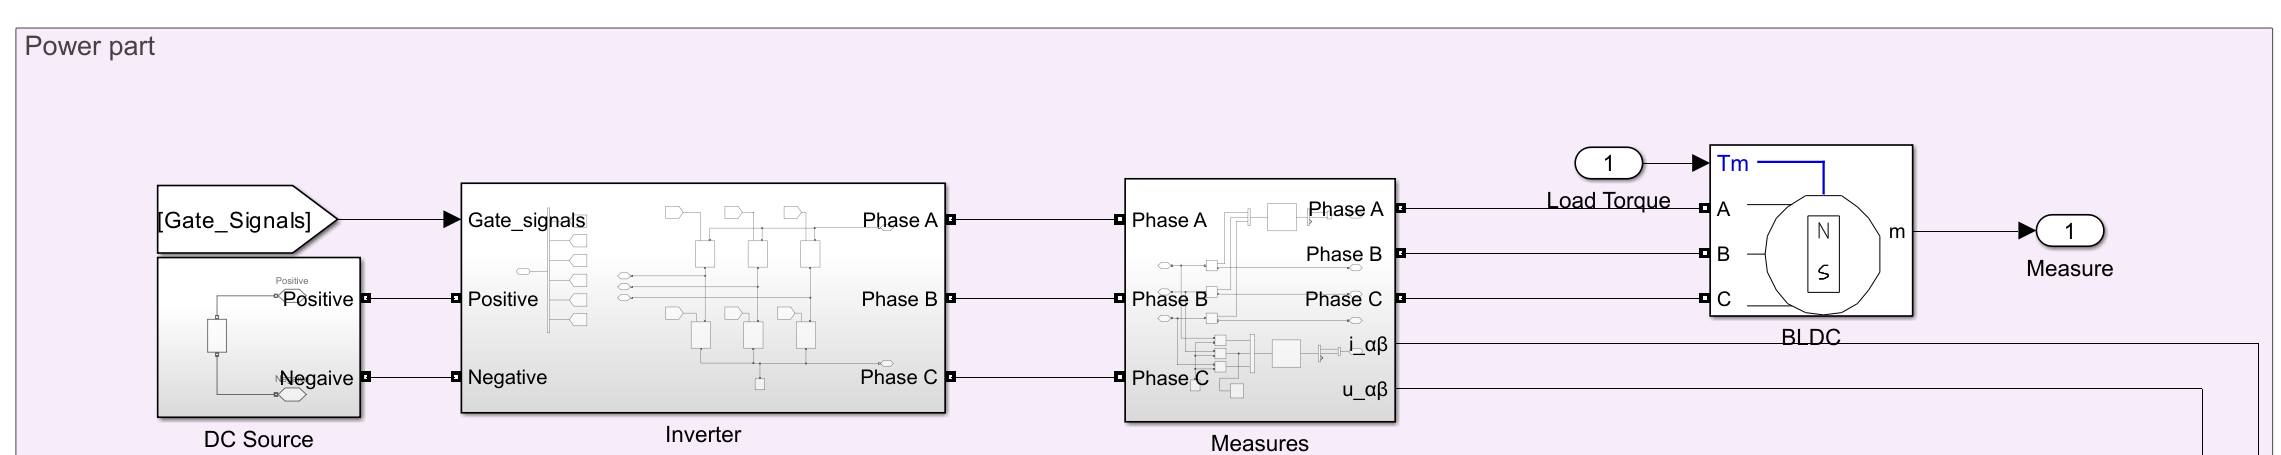 Power part
[Gate_Signals]
Gate_signals
Positive
Negative
Phase A
Phase B
Phase C
Inverter
Positive
Positive
Negaive
DC Source
Phase A
Phase B
Phase C
Phase A
Phase B
Phase C
i_αβ
u_αβ
Measures
1
Load Torque
Tm
A
B
C
N
S
m
BLDC
1
Measure